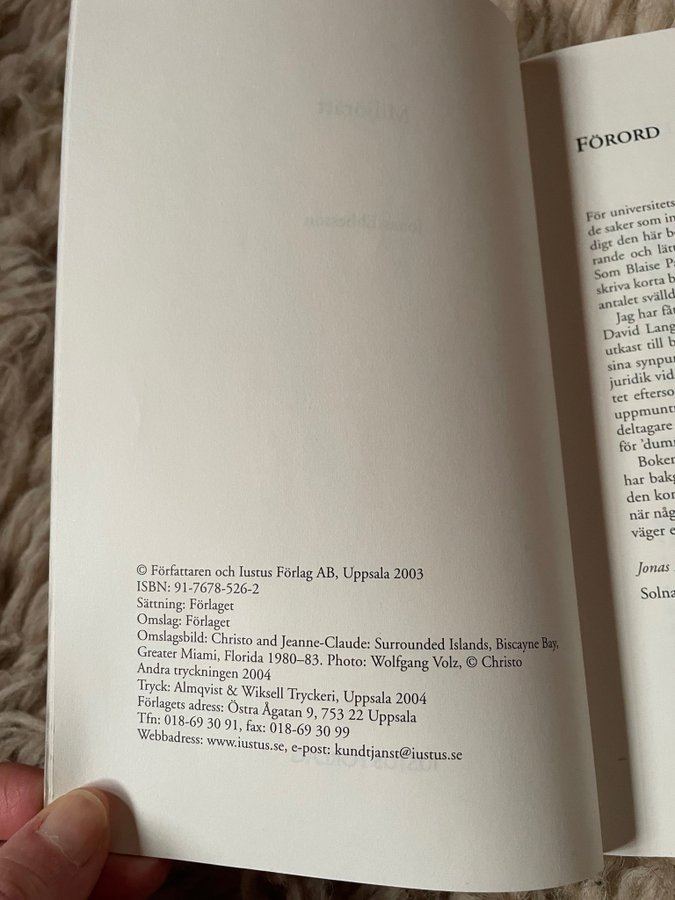 © Författaren och Iustus Förlag AB, Uppsala 2003
ISBN: 91-7678-526-2
Sättning: Förlaget
Omslag: Förlaget
Omslagsbild: Christo and Jeanne-Claude: Surrounded Islands, Biscayne Bay,
Greater Miami, Florida 1980–83. Photo: Wolfgang Volz, © Christo
Andra tryckningen 2004
Tryck: Almqvist & Wiksell Tryckeri, Uppsala 2004
Förlagets adress: Östra Ågatan 9, 753 22 Uppsala
Tfn: 018-69 30 91, fax: 018-69 30 99
Webbadress: www.iustus.se, e-post: kundtjanst@iustus.se
FÖRORD
För universitets
de saker som in
digt den här b
rande och lätt
Som Blaise P
skriva korta b
antalet svälld
Jag har få
David Lang
utkast till b
sina synpu
juridik vid
tet efterso
uppmunt
deltagare
för 'dum
Boken
har bakg
den kor
när någ
väger e
Jonas
Solna